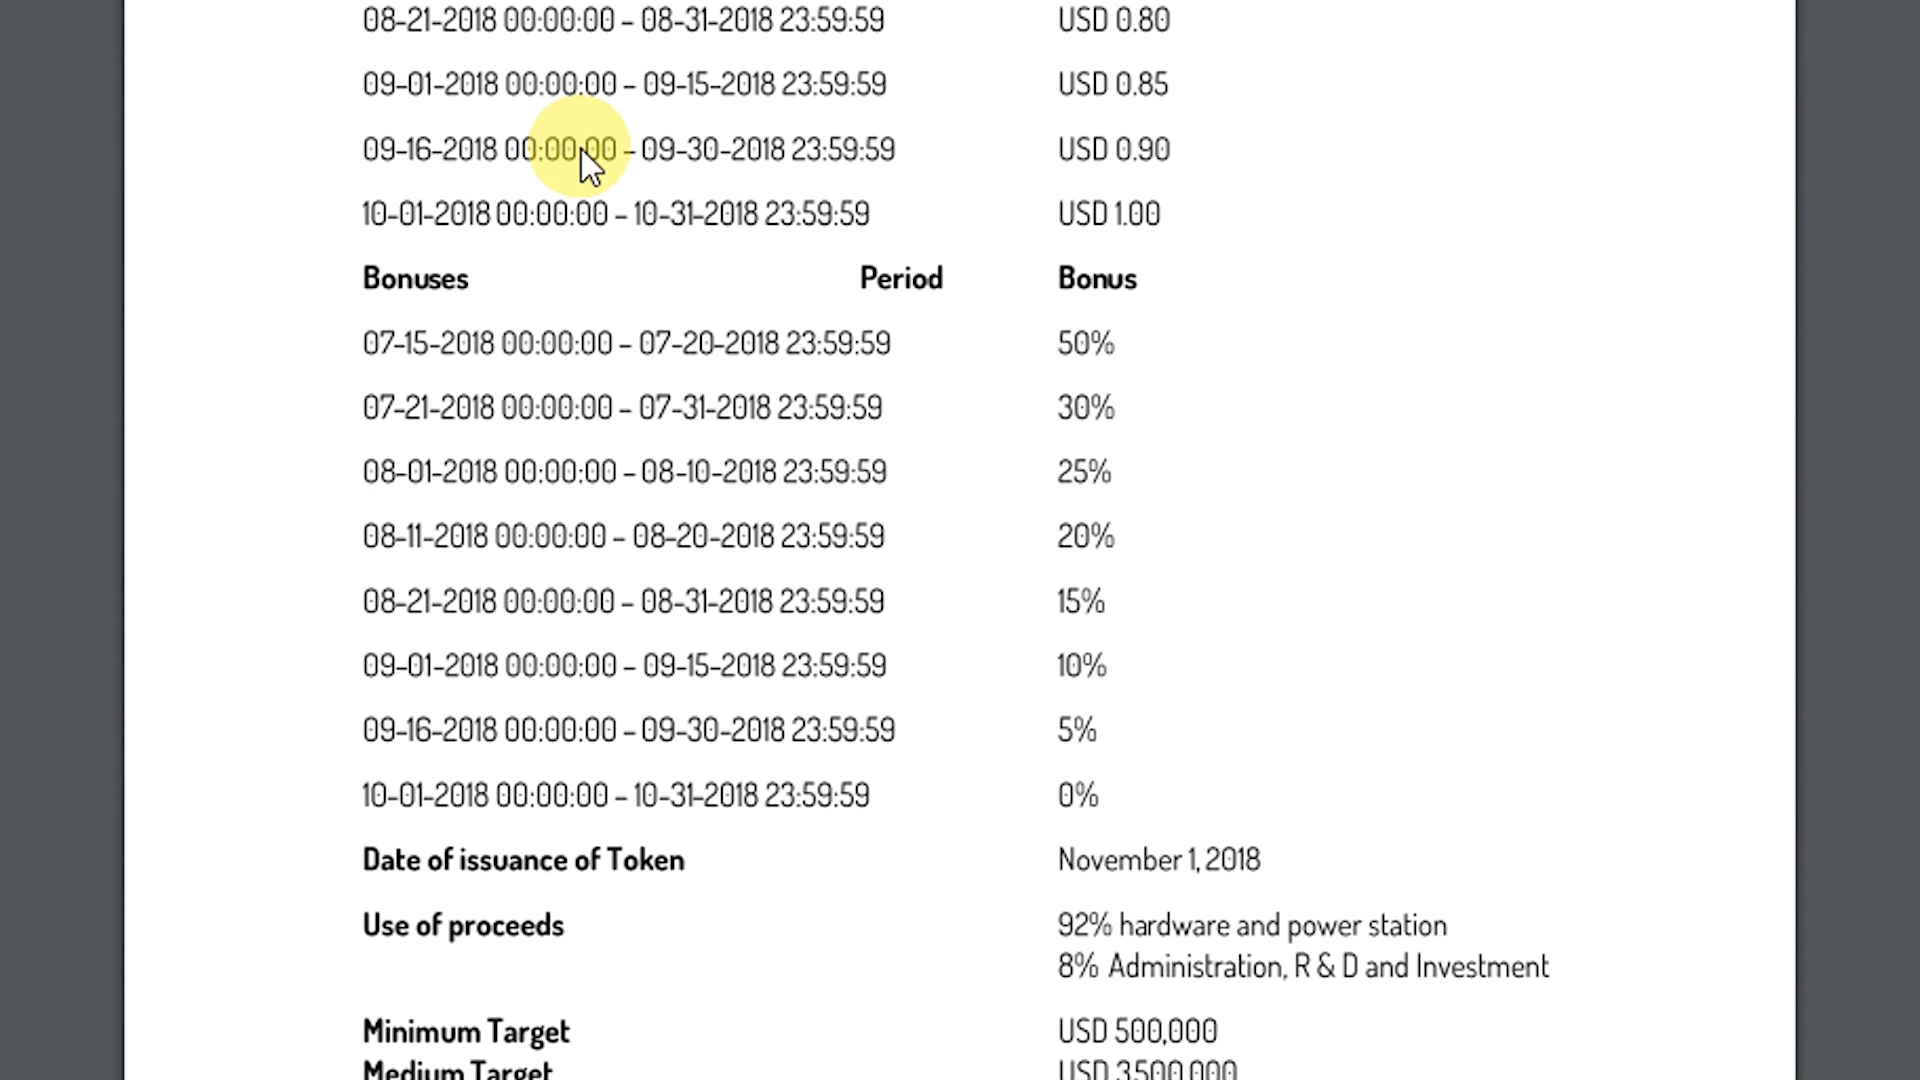 08-21-2018 00:00:00 – 08-31-2018 23:59:59 USD 0.80
09-01-2018 00:00:00 – 09-15-2018 23:59:59 USD 0.85
09-16-2018 00:00:00 – 09-30-2018 23:59:59 USD 0.90
10-01-2018 00:00:00 – 10-31-2018 23:59:59 USD 1.00
Bonuses Period Bonus
07-15-2018 00:00:00 – 07-20-2018 23:59:59 50%
07-21-2018 00:00:00 – 07-31-2018 23:59:59 30%
08-01-2018 00:00:00 – 08-10-2018 23:59:59 25%
08-11-2018 00:00:00 – 08-20-2018 23:59:59 20%
08-21-2018 00:00:00 – 08-31-2018 23:59:59 15%
09-01-2018 00:00:00 – 09-15-2018 23:59:59 10%
09-16-2018 00:00:00 – 09-30-2018 23:59:59 5%
10-01-2018 00:00:00 – 10-31-2018 23:59:59 0%
Date of issuance of Token November 1, 2018
Use of proceeds 92% hardware and power station
8% Administration, R & D and Investment
Minimum Target USD 500,000
Medium Target USD 3,500,000